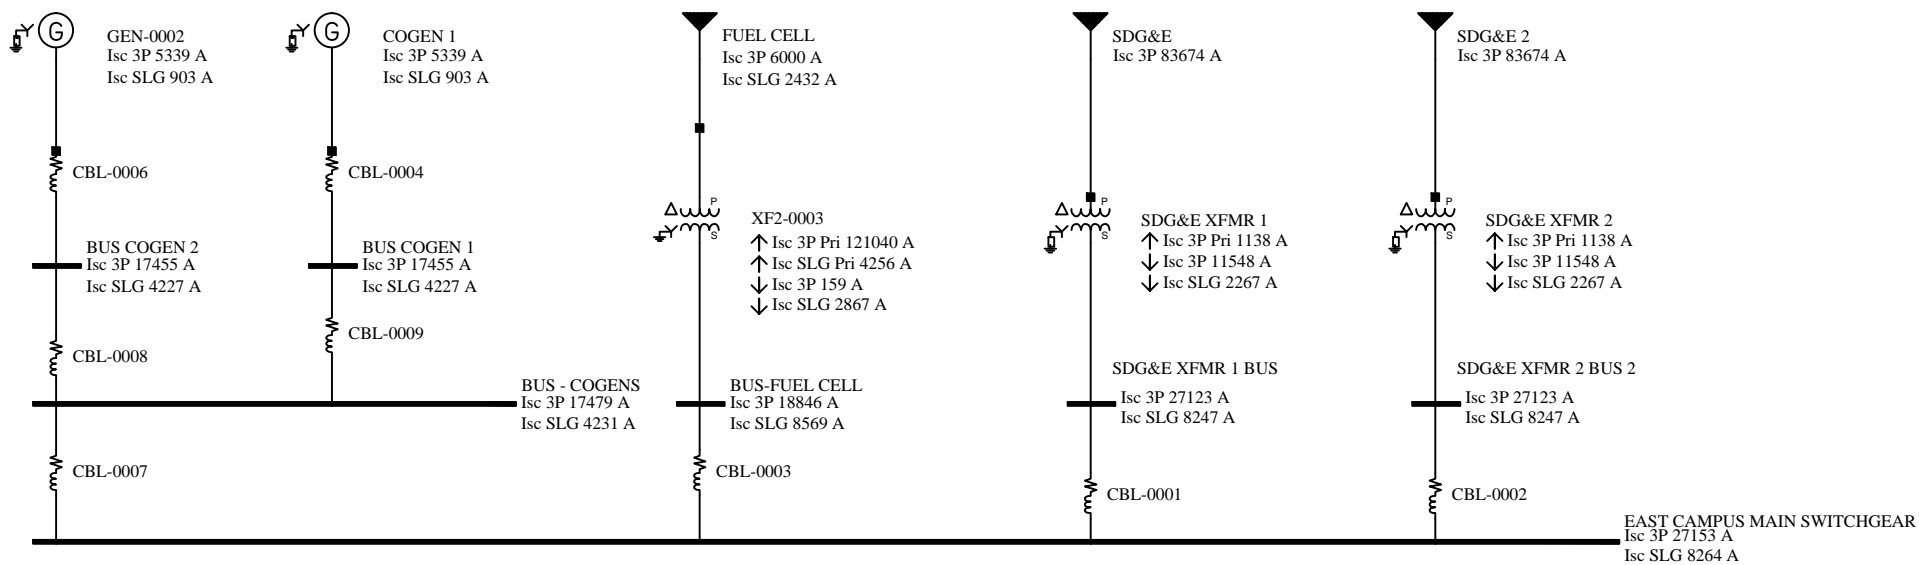 G
GEN-0002
Isc 3P 5339 A
Isc SLG 903 A
G
COGEN 1
Isc 3P 5339 A
Isc SLG 903 A
FUEL CELL
Isc 3P 6000 A
Isc SLG 2432 A
SDG&E
Isc 3P 83674 A
SDG&E 2
Isc 3P 83674 A
CBL-0006
CBL-0004
P
S
XF2-0003
Isc 3P Pri 121040 A
Isc SLG Pri 4256 A
Isc 3P 159 A
Isc SLG 2867 A
P
S
SDG&E XFMR 1
Isc 3P Pri 1138 A
Isc 3P 11548 A
Isc SLG 2267 A
P
S
SDG&E XFMR 2
Isc 3P Pri 1138 A
Isc 3P 11548 A
Isc SLG 2267 A
BUS COGEN 2
Isc 3P 17455 A
Isc SLG 4227 A
BUS COGEN 1
Isc 3P 17455 A
Isc SLG 4227 A
CBL-0008
CBL-0009
BUS - COGENS
Isc 3P 17479 A
Isc SLG 4231 A
BUS-FUEL CELL
Isc 3P 18846 A
Isc SLG 8569 A
SDG&E XFMR 1 BUS
Isc 3P 27123 A
Isc SLG 8247 A
SDG&E XFMR 2 BUS 2
Isc 3P 27123 A
Isc SLG 8247 A
CBL-0007
CBL-0003
CBL-0001
CBL-0002
EAST CAMPUS MAIN SWITCHGEAR
Isc 3P 27153 A
Isc SLG 8264 A